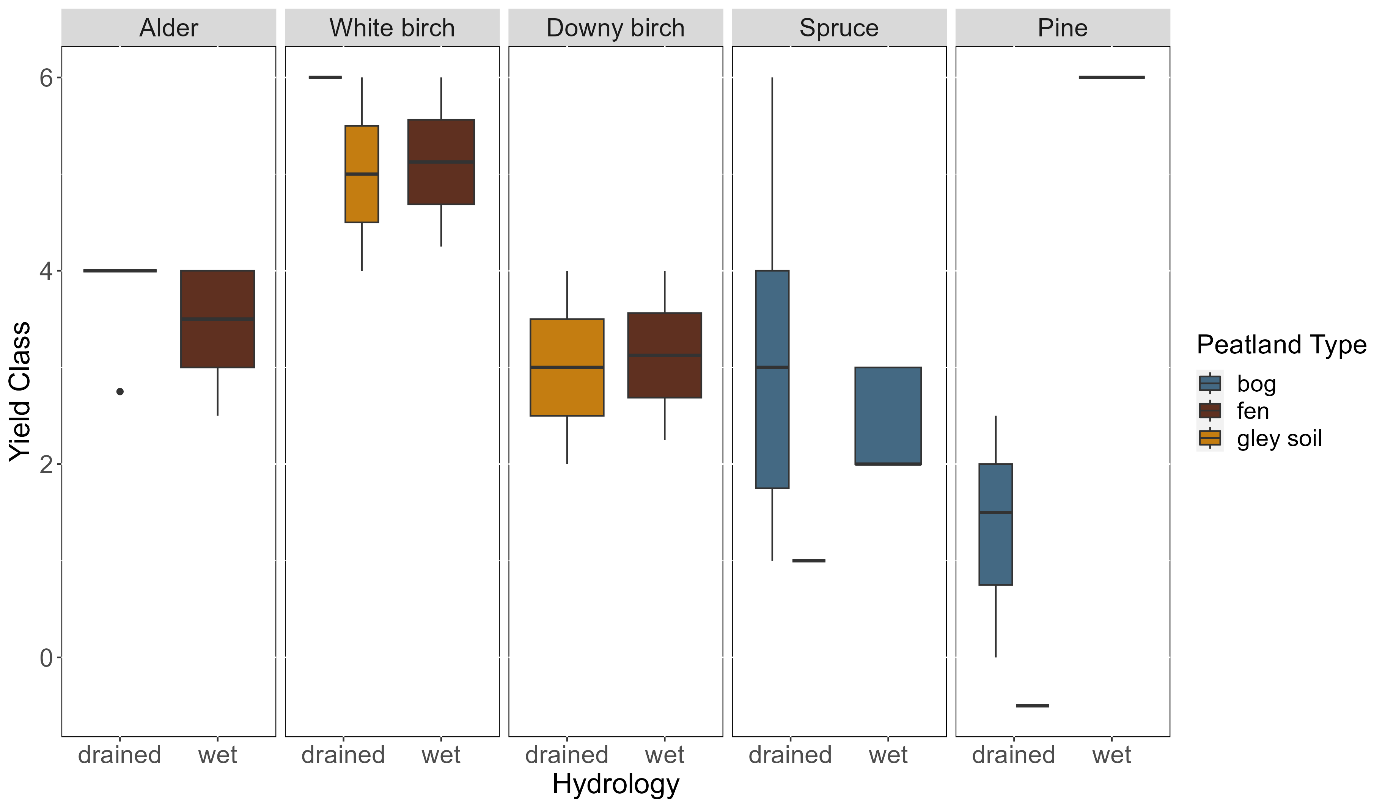 Alder White birch Downy birch Spruce Pine
6
4
2
0
Yield Class
drained wet drained wet drained wet drained wet drained wet
Hydrology
Peatland Type
bog
fen
gley soil